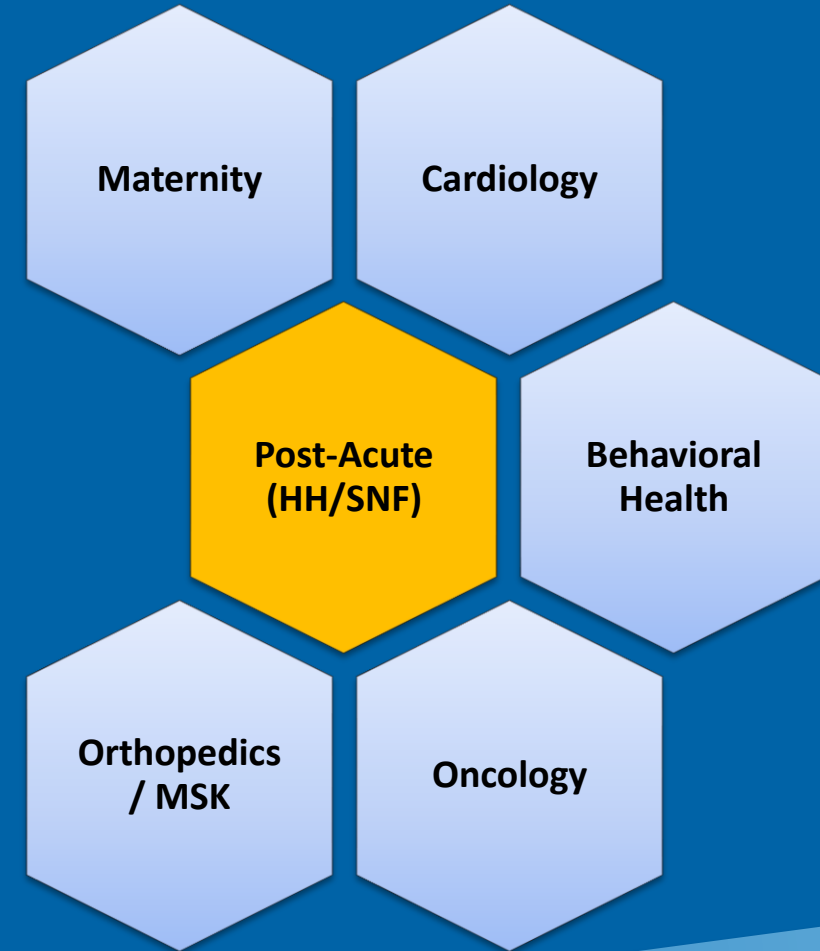 Maternity
Cardiology
Post-Acute
(HH/SNF)
Behavioral
Health
Orthopedics
/ MSK
Oncology